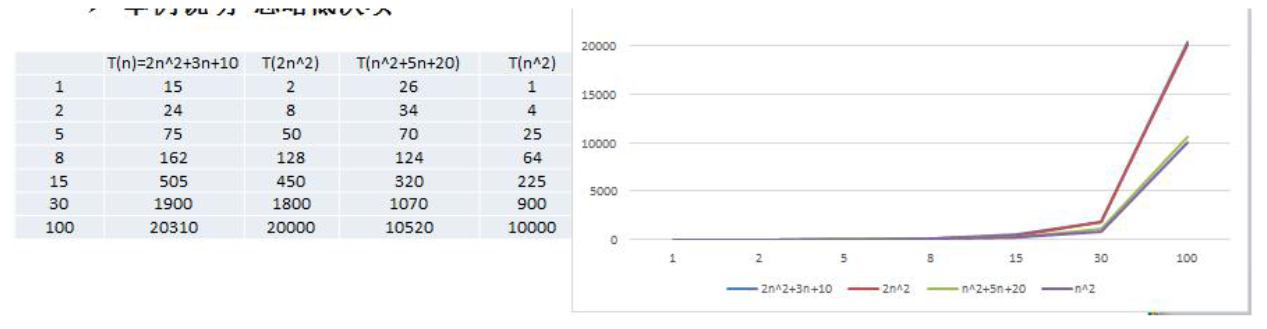 T(n)=2n^2+3n+10 T(2n^2) T(n^2+5n+20) T(n^2)
1 15 2 26 1
2 24 8 34 4
5 75 50 70 25
8 162 128 124 64
15 505 450 320 225
30 1900 1800 1070 900
100 20310 20000 10520 10000
20000
15000
10000
5000
0
1 2 5 8 15 30 100
2n^2+3n+10 2n^2 n^2+5n+20 n^2